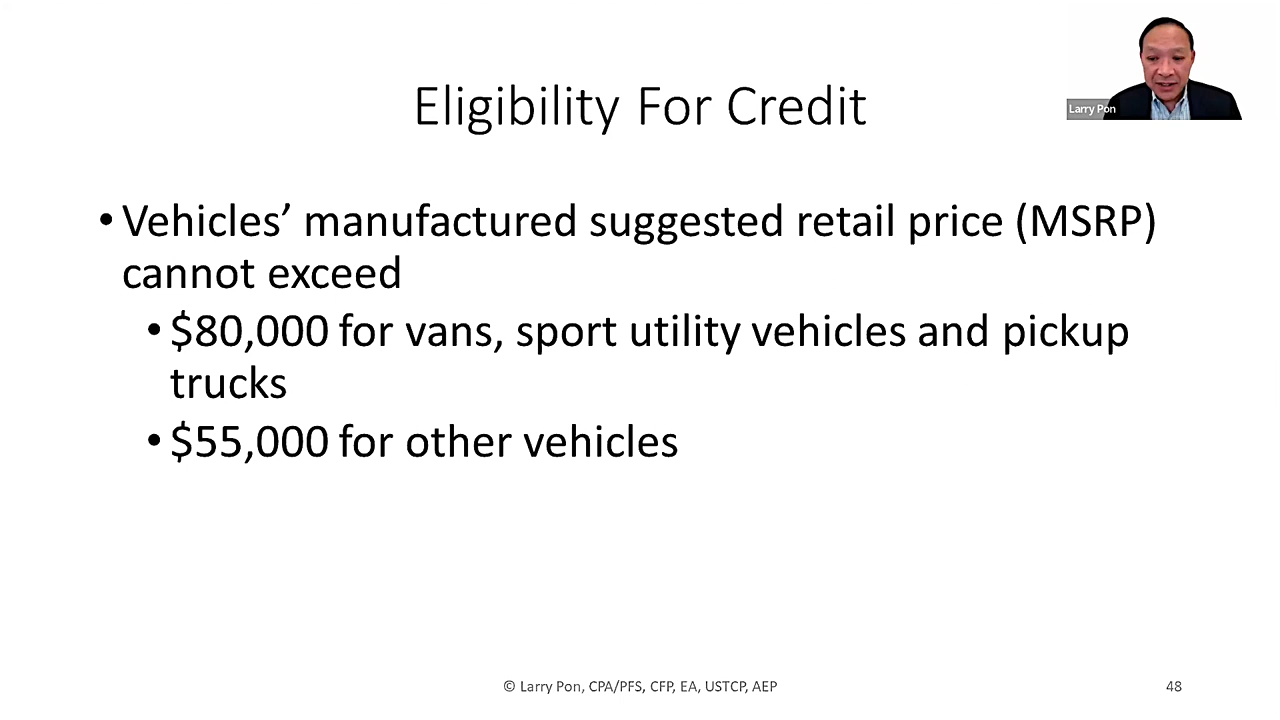 Larry Pon
Eligibility For Credit
• Vehicles’ manufactured suggested retail price (MSRP)
cannot exceed
• $80,000 for vans, sport utility vehicles and pickup
trucks
• $55,000 for other vehicles
© Larry Pon, CPA/PFS, CFP, EA, USTCP, AEP
48